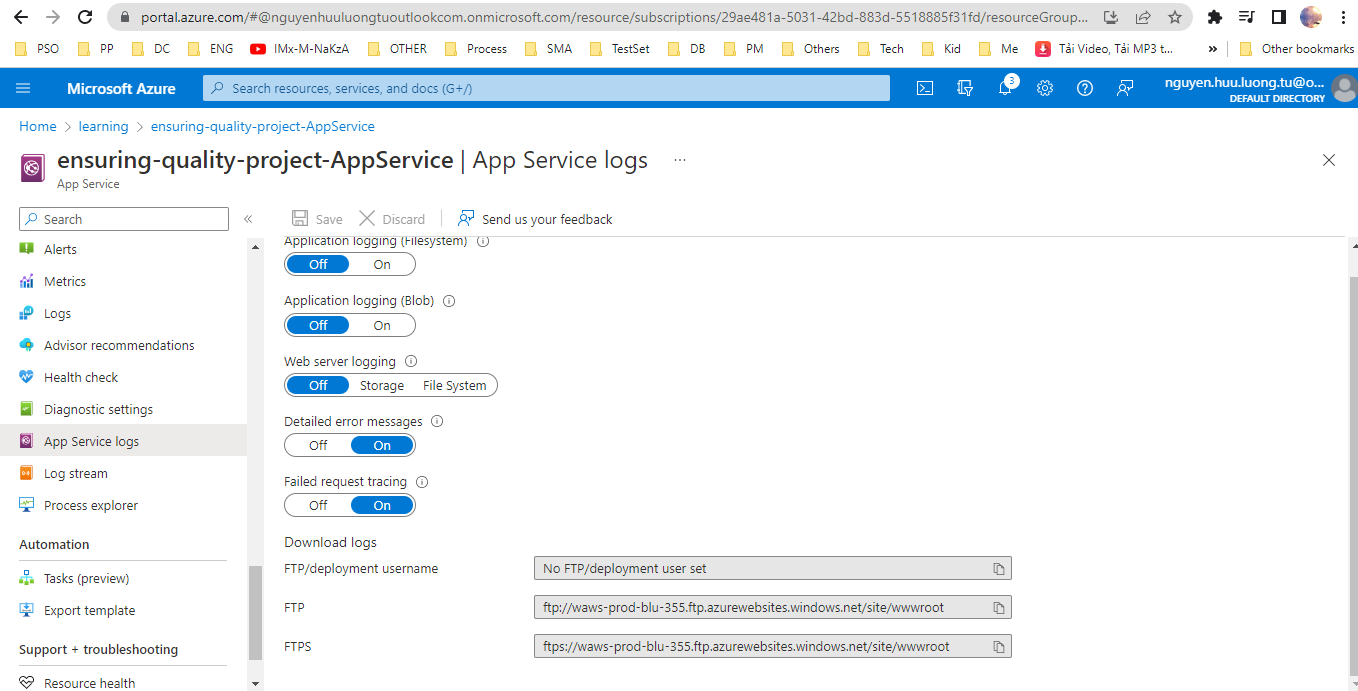 portal.azure.com/#@nguyenhuuluongtuoutlookcom.onmicrosoft.com/resource/subscriptions/29ae481a-5031-42bd-883d-5518885f31fd/resourceGroup...
PSO PP DC ENG IMx-M-NaKzA OTHER Process SMA TestSet DB PM Others Tech Kid Me Tải Video, Tải MP3 t... » Other bookmarks
Microsoft Azure
Search resources, services, and docs (G+/)
3
nguyen.huu.luong.tu@o...
DEFAULT DIRECTORY
Home > learning > ensuring-quality-project-AppService
ensuring-quality-project-AppService | App Service logs ...
App Service
Search «
Save Discard Send us your feedback
Alerts
Metrics
Logs
Advisor recommendations
Health check
Diagnostic settings
App Service logs
Log stream
Process explorer
Automation
Tasks (preview)
Export template
Support + troubleshooting
Resource health
Application logging (Filesystem)
Off On
Application logging (Blob)
Off On
Web server logging
Off Storage File System
Detailed error messages
Off On
Failed request tracing
Off On
Download logs
FTP/deployment username No FTP/deployment user set
FTP ftp://waws-prod-blu-355.ftp.azurewebsites.windows.net/site/wwwroot
FTPS ftps://waws-prod-blu-355.ftp.azurewebsites.windows.net/site/wwwroot